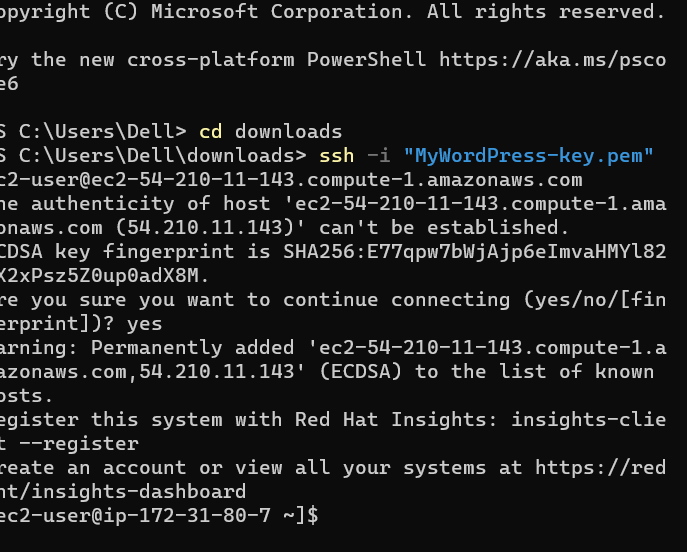 opyright (C) Microsoft Corporation. All rights reserved.
ry the new cross-platform PowerShell https://aka.ms/psco
e6
S C:\Users\Dell> cd downloads
S C:\Users\Dell\downloads> ssh -i "MyWordPress-key.pem"
c2-user@ec2-54-210-11-143.compute-1.amazonaws.com
he authenticity of host 'ec2-54-210-11-143.compute-1.ama
onaws.com (54.210.11.143)' can't be established.
CDSA key fingerprint is SHA256:E77qpw7bWjAjp6eImvaHMYl82
X2xPsz5Z0up0adX8M.
re you sure you want to continue connecting (yes/no/[fin
erprint])? yes
arning: Permanently added 'ec2-54-210-11-143.compute-1.a
azonaws.com,54.210.11.143' (ECDSA) to the list of known
osts.
egister this system with Red Hat Insights: insights-clie
t --register
reate an account or view all your systems at https://red
ht/insights-dashboard
ec2-user@ip-172-31-80-7 ~]$